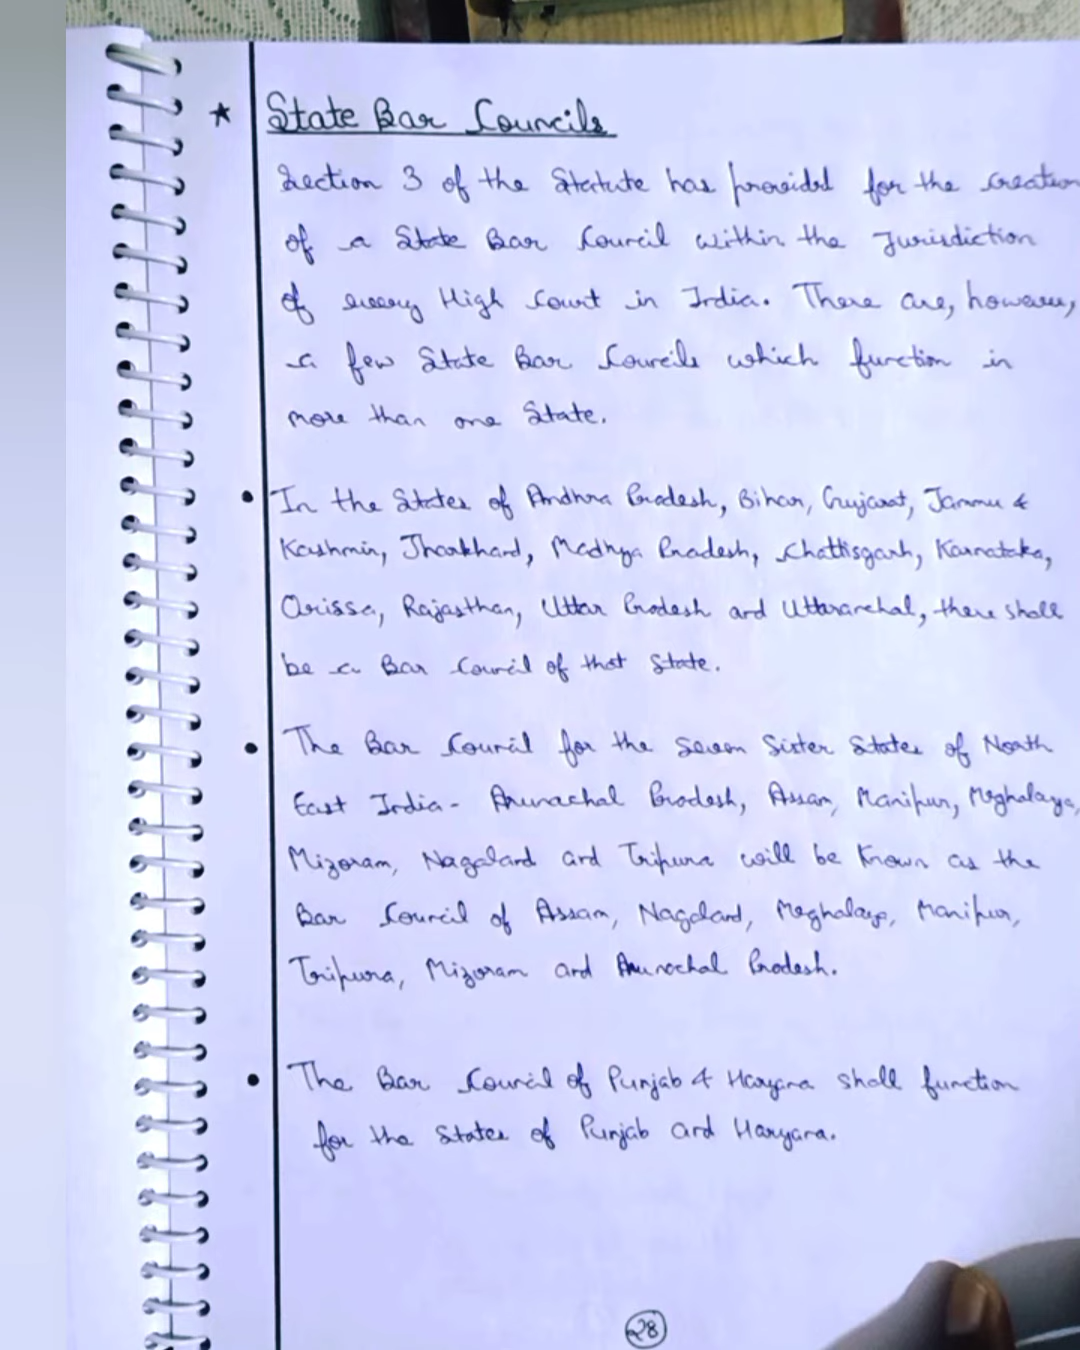 ★ State Bar Councils
Section 3 of the Statute has provided for the creation
of a State Bar Council within the Jurisdiction
of every High Court in India. There are, however,
a few State Bar Councils which function in
more than one State.
• In the States of Andhra Pradesh, Bihar, Gujarat, Jammu &
Kashmir, Jharkhand, Madhya Pradesh, Chattisgarh, Karnataka,
Orissa, Rajasthan, Uttar Pradesh and Uttaranchal, there shall
be a Bar Council of that State.
• The Bar Council for the Seven Sister States of North
East India - Arunachal Pradesh, Assam, Manipur, Meghalaya,
Mizoram, Nagaland and Tripura will be known as the
Bar Council of Assam, Nagaland, Meghalaya, Manipur,
Tripura, Mizoram and Arunachal Pradesh.
• The Bar Council of Punjab & Haryana shall function
for the States of Punjab and Haryana.
28